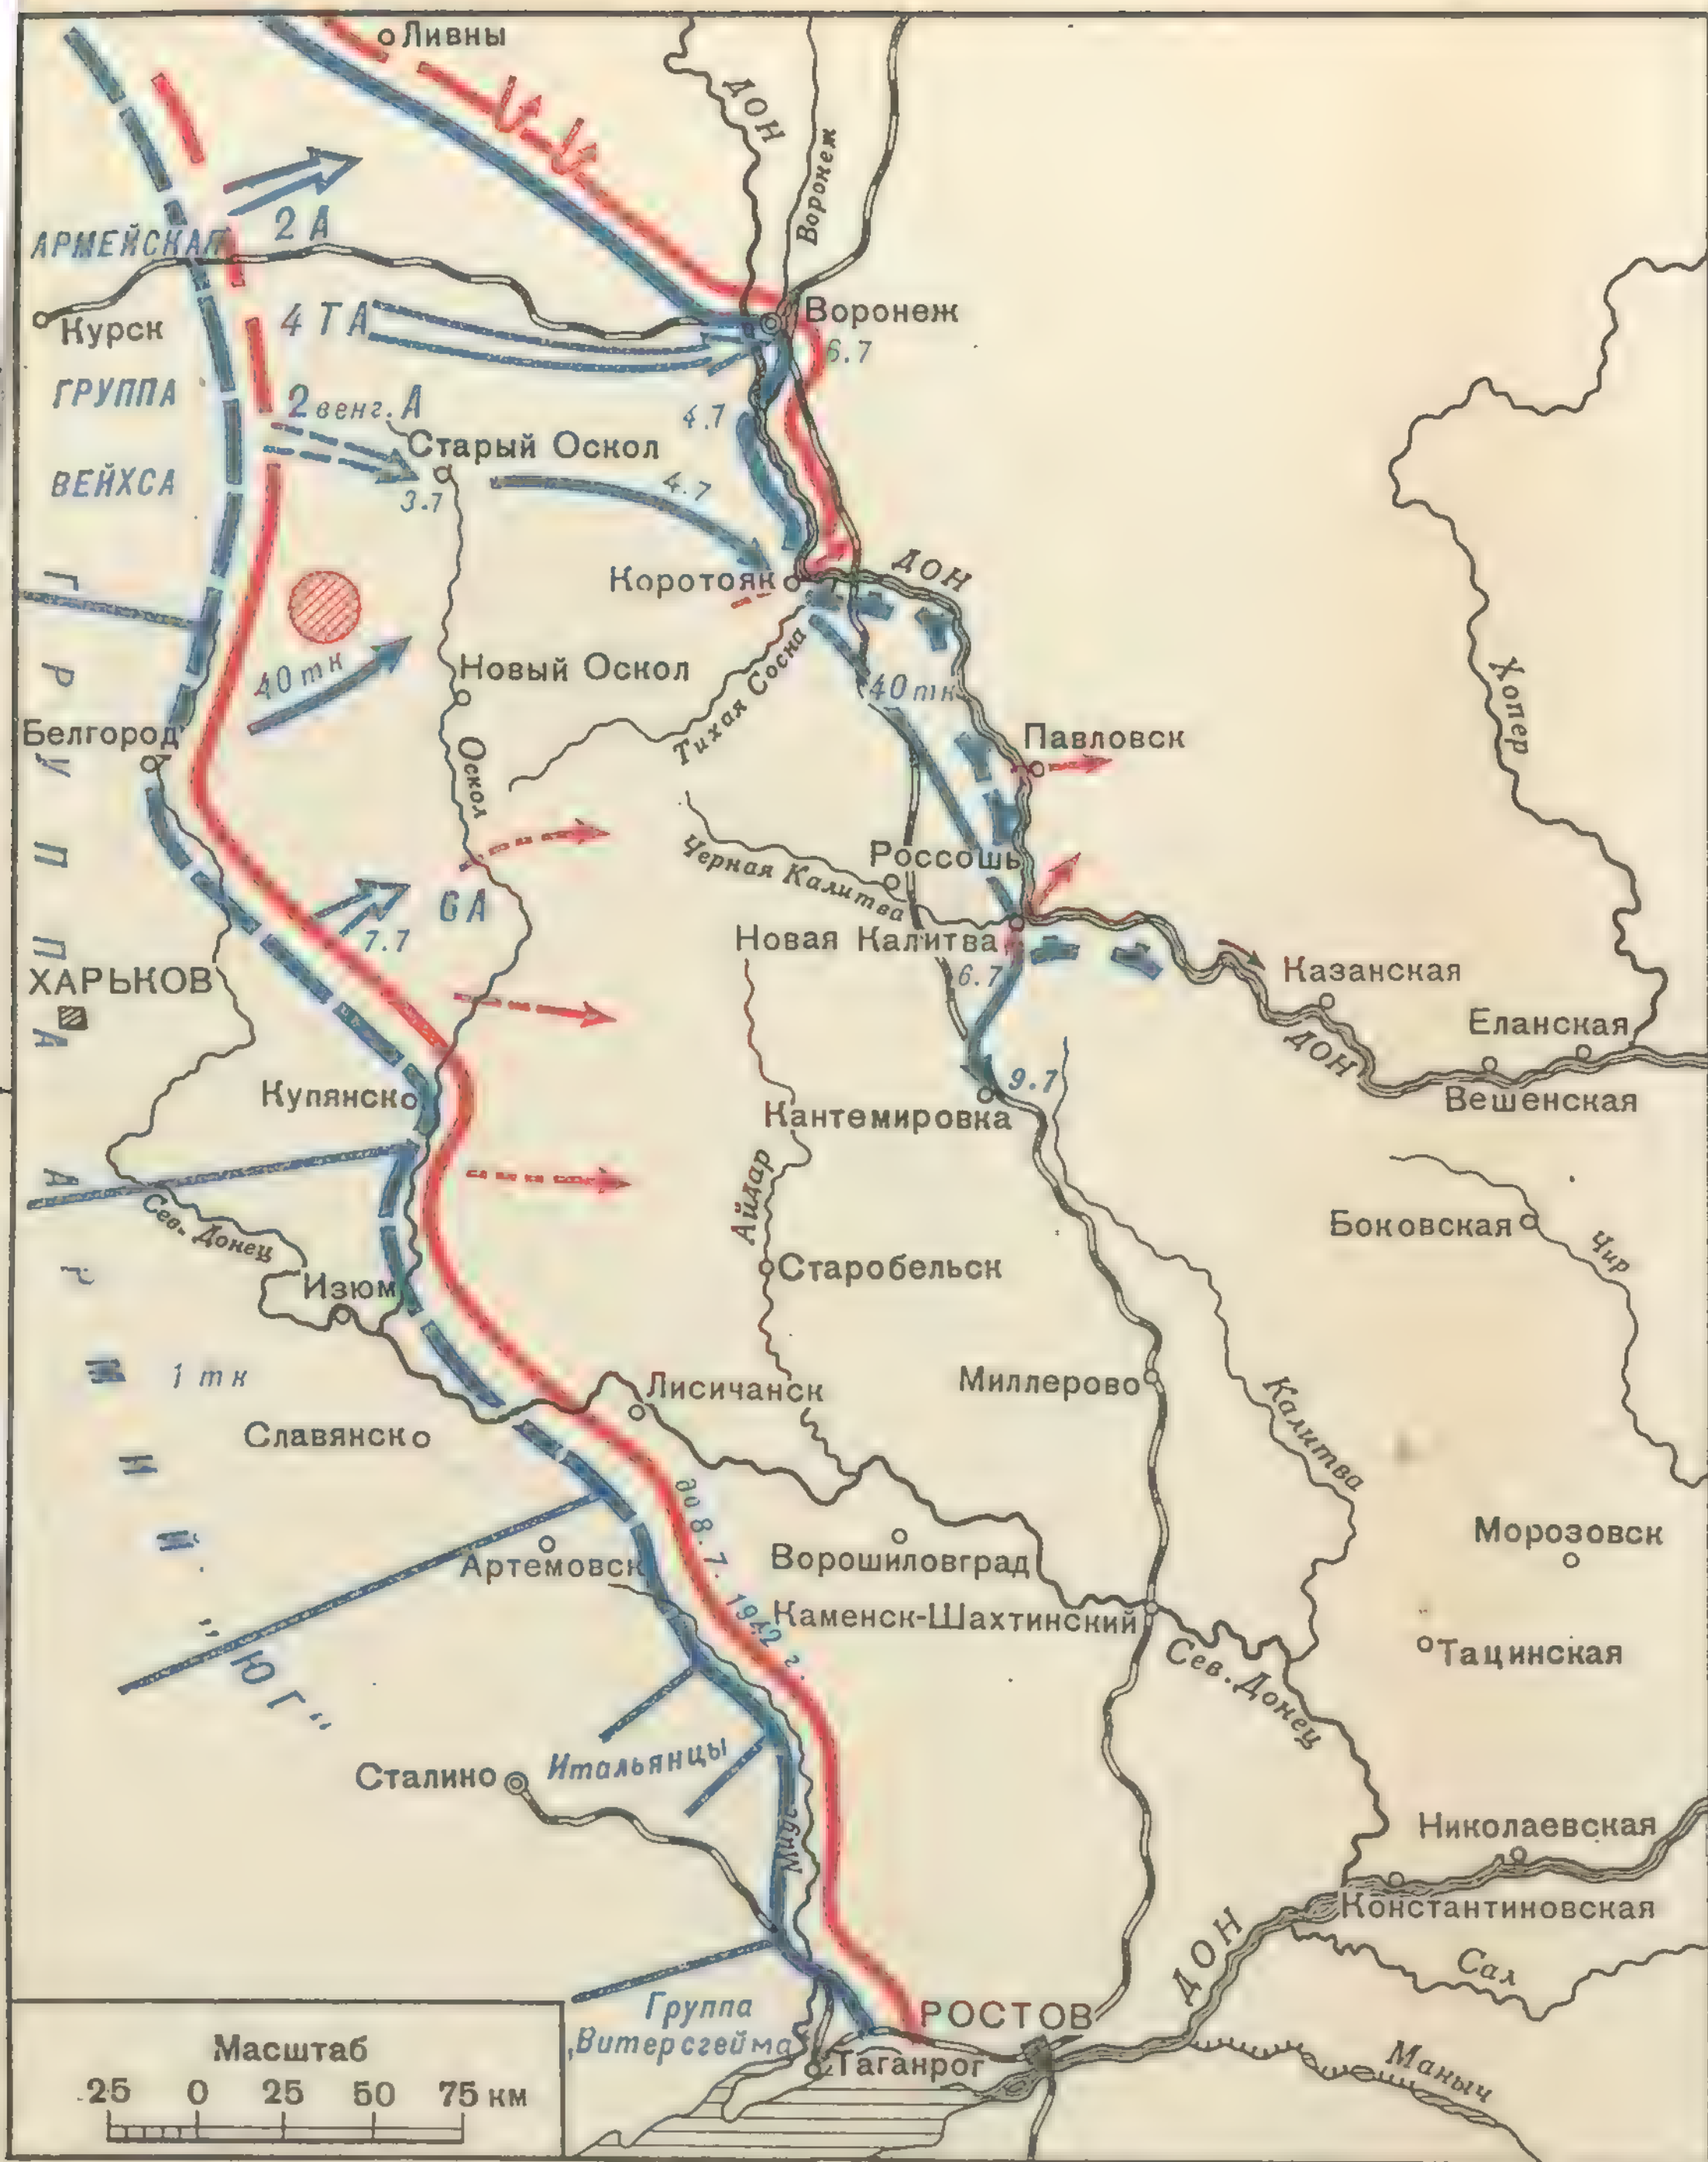 Ливны
ДОН
Воронеж
2 А
АРМЕЙСКАЯ
Курск
4 ТА
Воронеж
6.7
ГРУППА
2 венг. А
4.7
Старый Оскол
ВЕЙХСА
3.7
4.7
Коротояк
ДОН
40 тк
Новый Оскол
Тихая Сосна
40 тк
Хопер
Белгород
Оскол
Павловск
Черная Калитва
Россошь
6 А
7.7
Новая Калитва
6.7
ХАРЬКОВ
Казанская
Еланская
ДОН
Вешенская
Купянск
9.7
Кантемировка
Сев. Донец
Айдар
Боковская
Чир
Изюм
Старобельск
1 тк
Лисичанск
Миллерово
Калитва
Славянск
до 8.7. 1942 г.
Морозовск
Артемовск
Ворошиловград
Каменск-Шахтинский
Тацинская
Сев. Донец
ГРУППА АРМИЙ
„ЮГ“
Итальянцы
Сталино
Миус
Николаевская
Константиновская
ДОН
Сал
Группа
Витерсгейма
РОСТОВ
Таганрог
Маныч
Масштаб
25 0 25 50 75 км